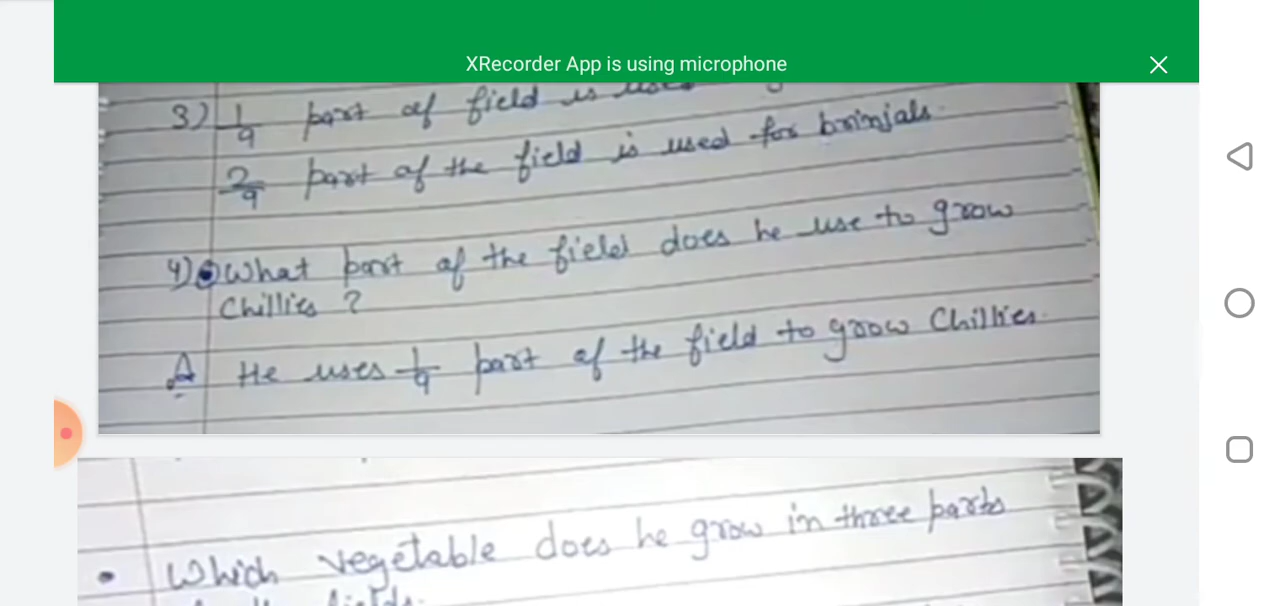 XRecorder App is using microphone
3) 1/9 part of field is used
2/9 part of the field is used for brinjals.
4) What part of the field does he use to grow
Chillies ?
A He uses 1/9 part of the field to grow Chillies.
• Which vegetable does he grow in three parts
fields.